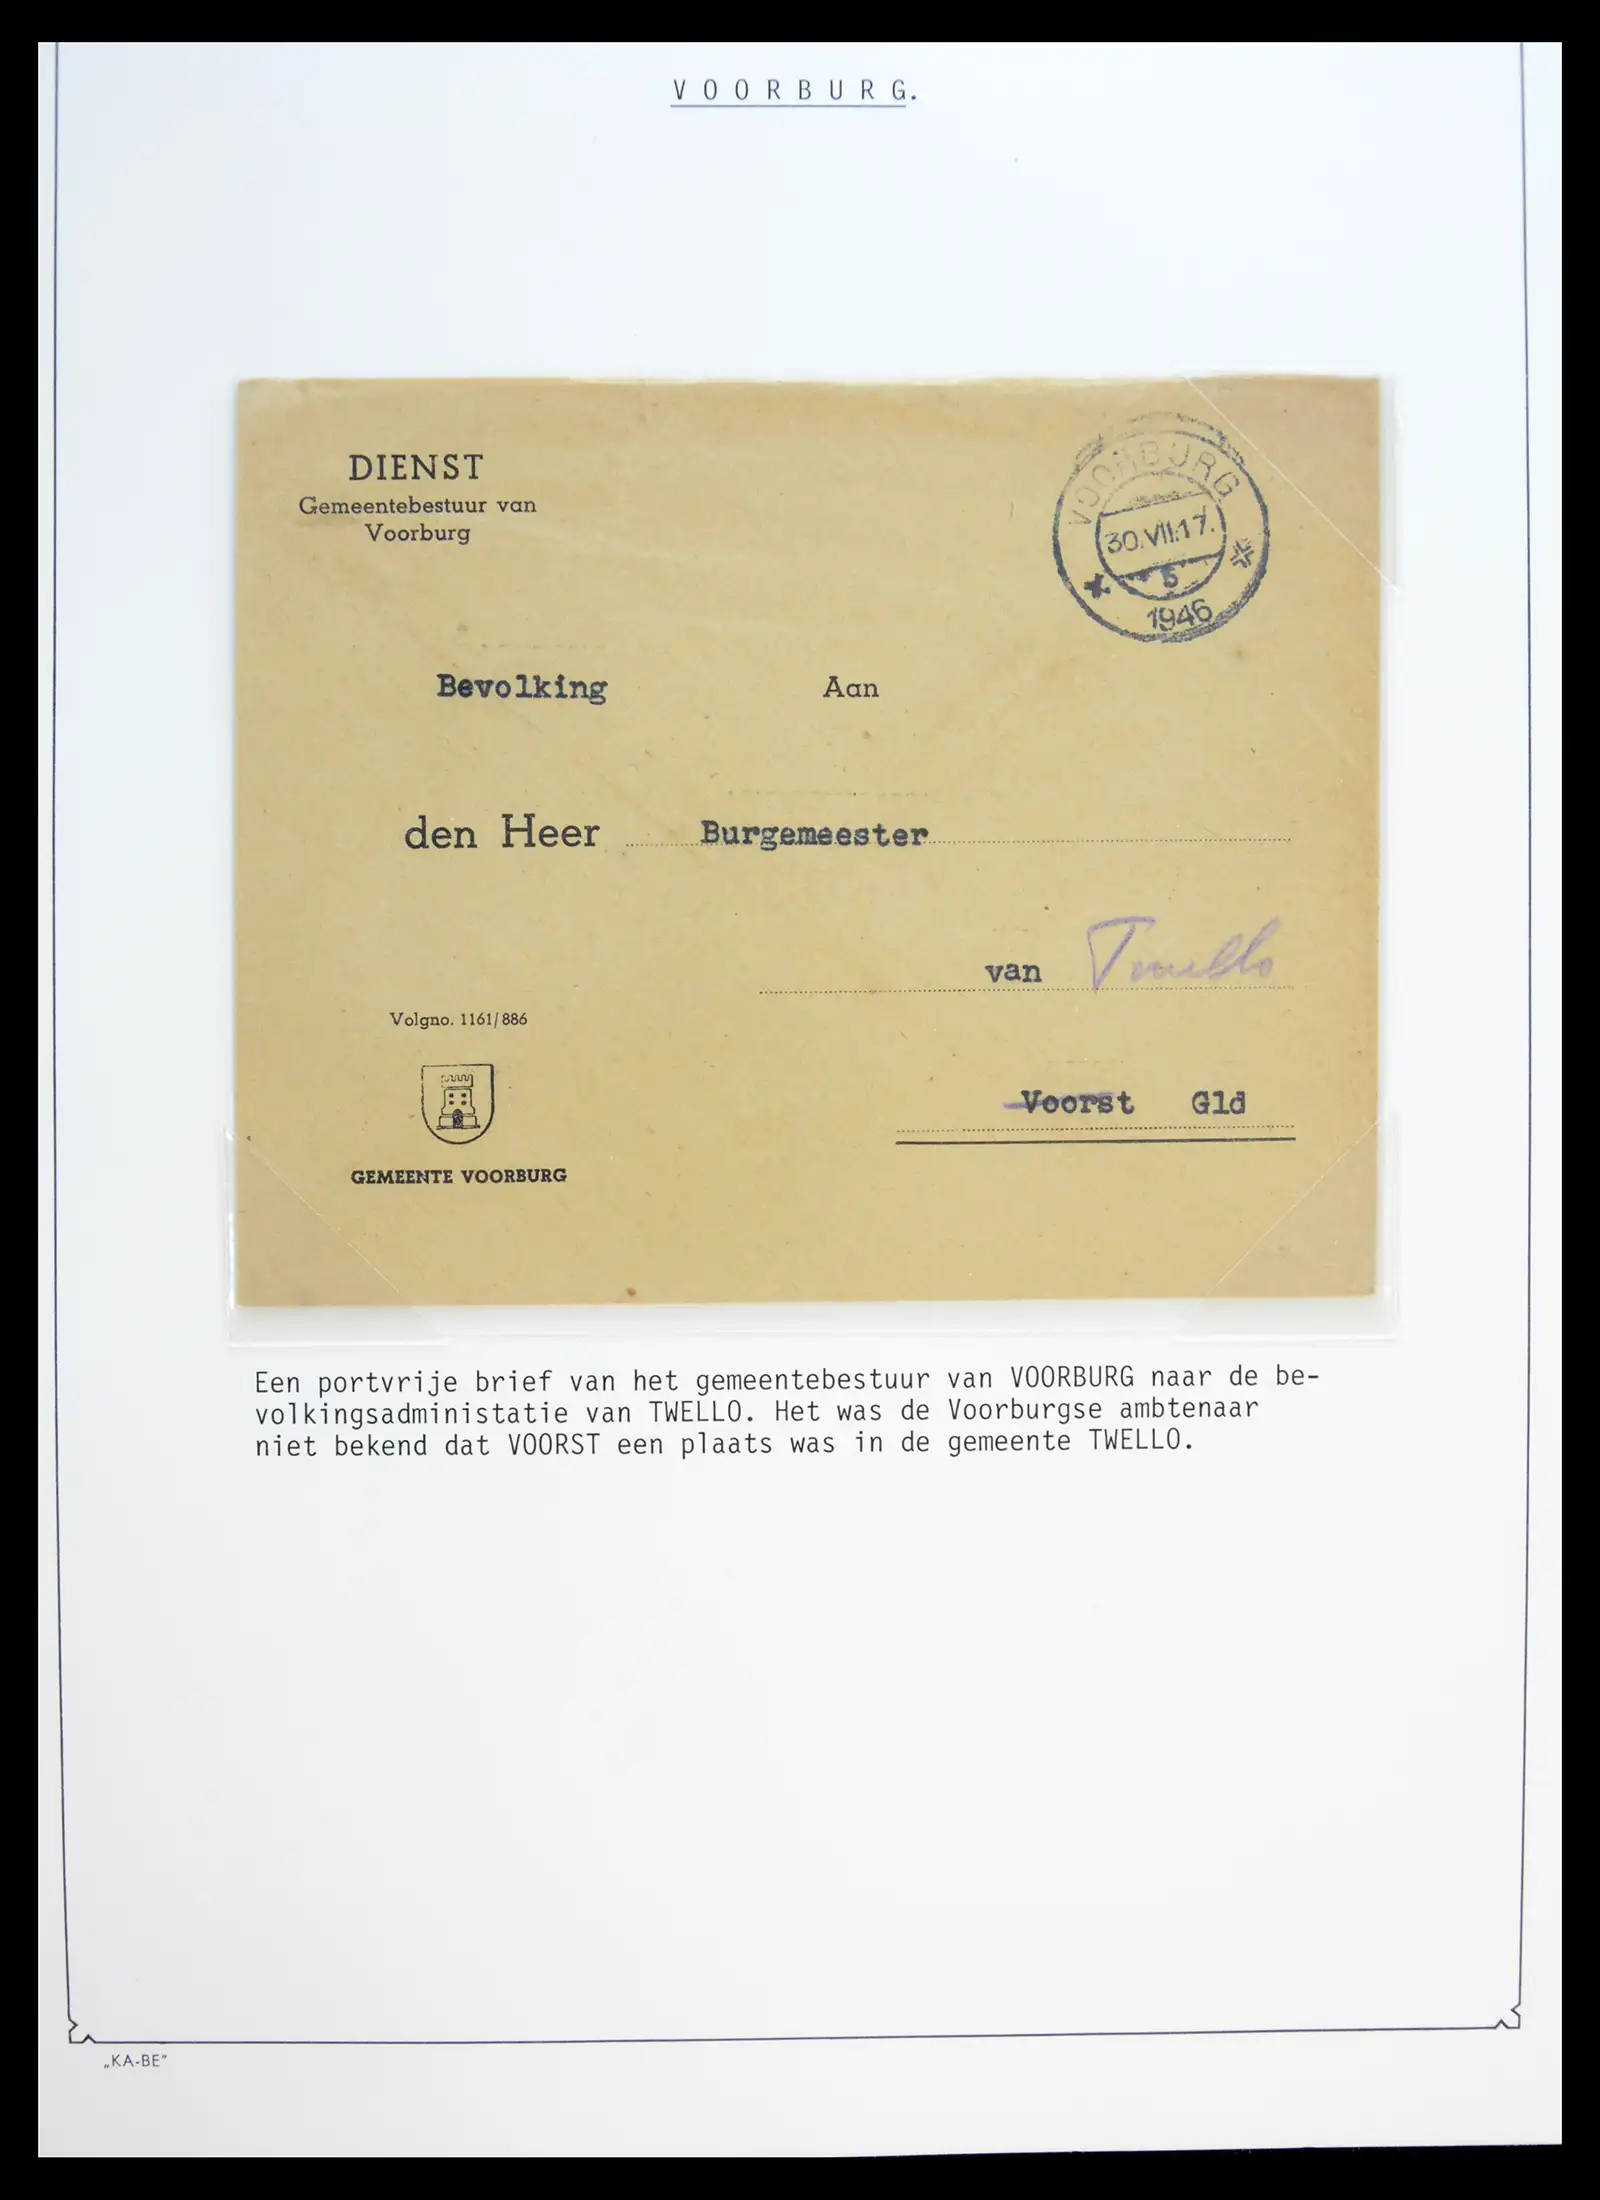 V O O R B U R G.
DIENST
Gemeentebestuur van
Voorburg
VOORBURG
30.VII.17.
5
1946
Bevolking Aan
den Heer Burgemeester
van Twello
Volgno. 1161/886
Voorst Gld
GEMEENTE VOORBURG
Een portvrije brief van het gemeentebestuur van VOORBURG naar de be-
volkingsadministatie van TWELLO. Het was de Voorburgse ambtenaar
niet bekend dat VOORST een plaats was in de gemeente TWELLO.
„KA-BE”